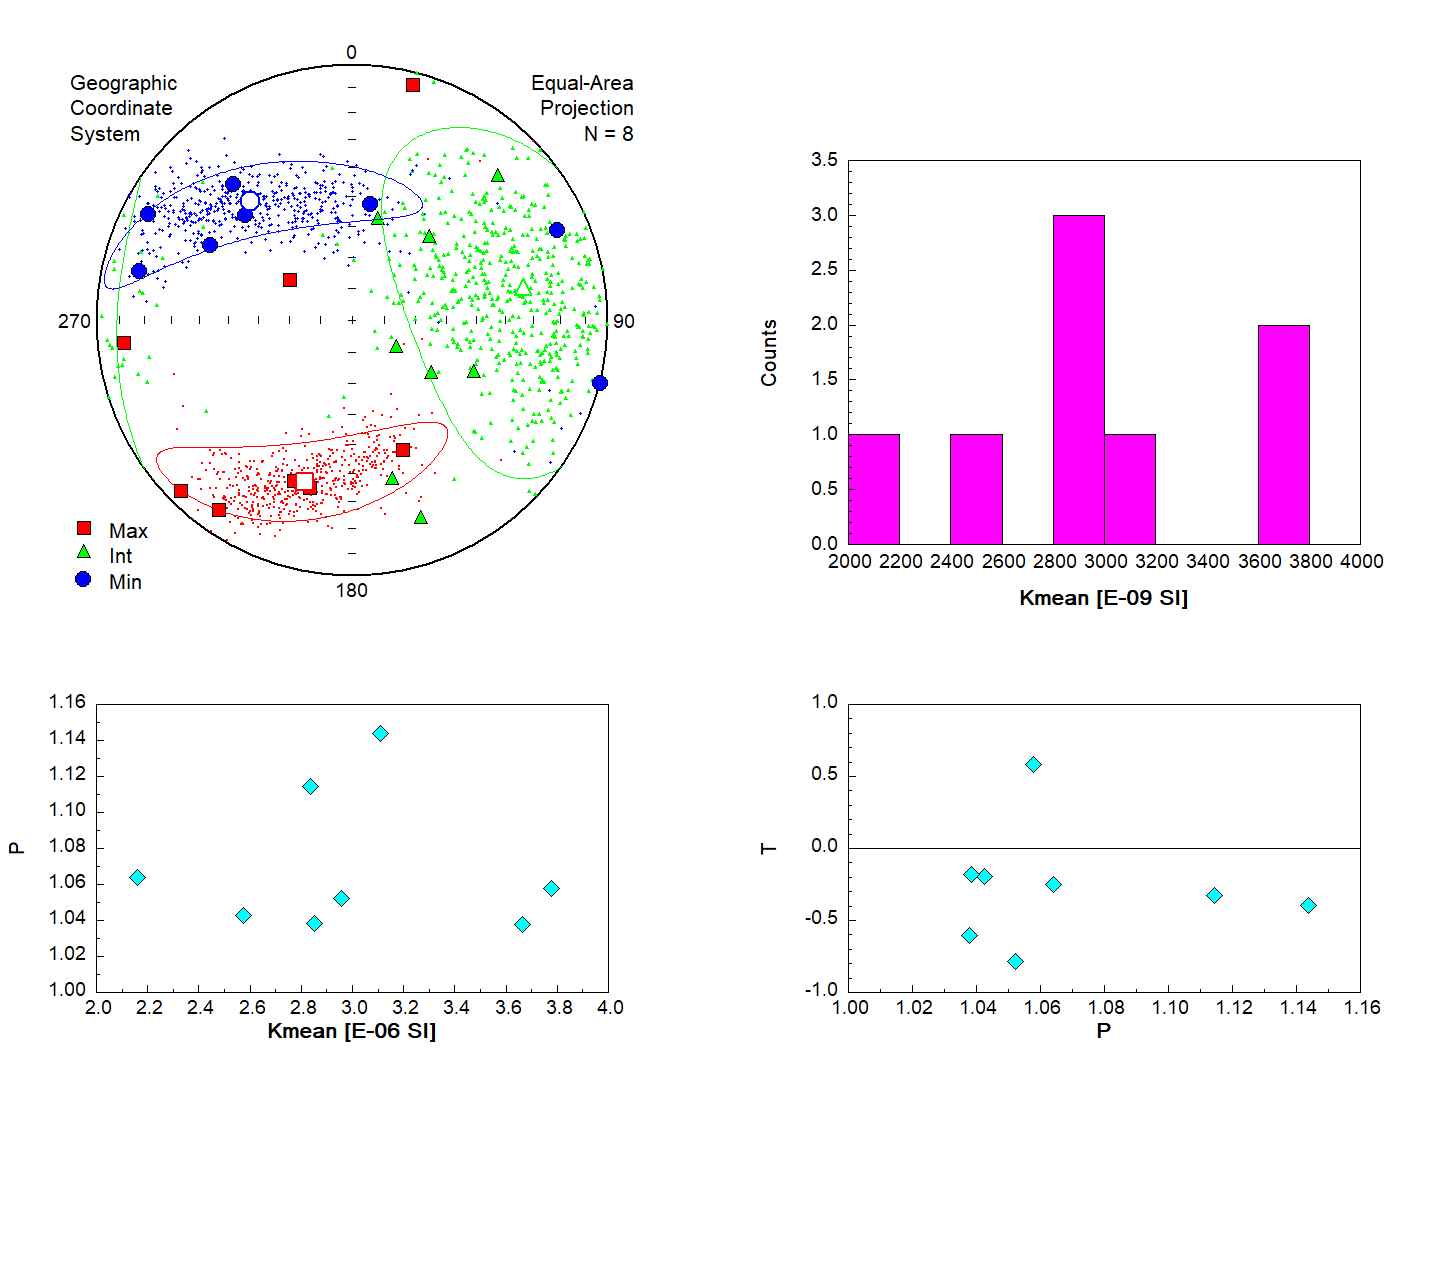 0
Geographic
Coordinate
System
Equal-Area
Projection
N = 8
270
90
180
Max
Int
Min
3.5
3.0
2.5
2.0
1.5
1.0
0.5
0.0
Counts
2000 2200 2400 2600 2800 3000 3200 3400 3600 3800 4000
Kmean [E-09 SI]
1.16
1.14
1.12
1.10
1.08
1.06
1.04
1.02
1.00
P
2.0 2.2 2.4 2.6 2.8 3.0 3.2 3.4 3.6 3.8 4.0
Kmean [E-06 SI]
1.0
0.5
0.0
-0.5
-1.0
T
1.00 1.02 1.04 1.06 1.08 1.10 1.12 1.14 1.16
P